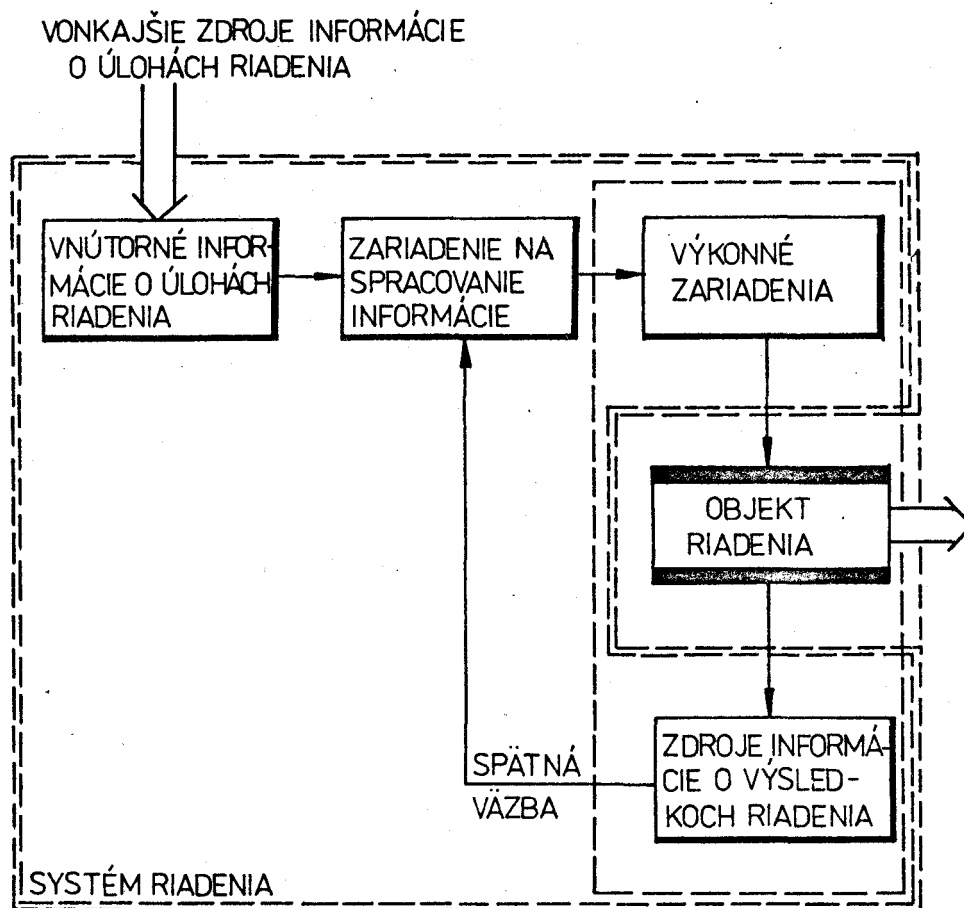 VONKAJŠIE ZDROJE INFORMÁCIE
O ÚLOHÁCH RIADENIA
VNÚTORNÉ INFOR-
MÁCIE O ÚLOHÁCH
RIADENIA
ZARIADENIE NA
SPRACOVANIE
INFORMÁCIE
VÝKONNÉ
ZARIADENIA
OBJEKT
RIADENIA
ZDROJE INFORMÁ-
CIE O VÝSLED-
KOCH RIADENIA
SPÄTNÁ
VÄZBA
SYSTÉM RIADENIA